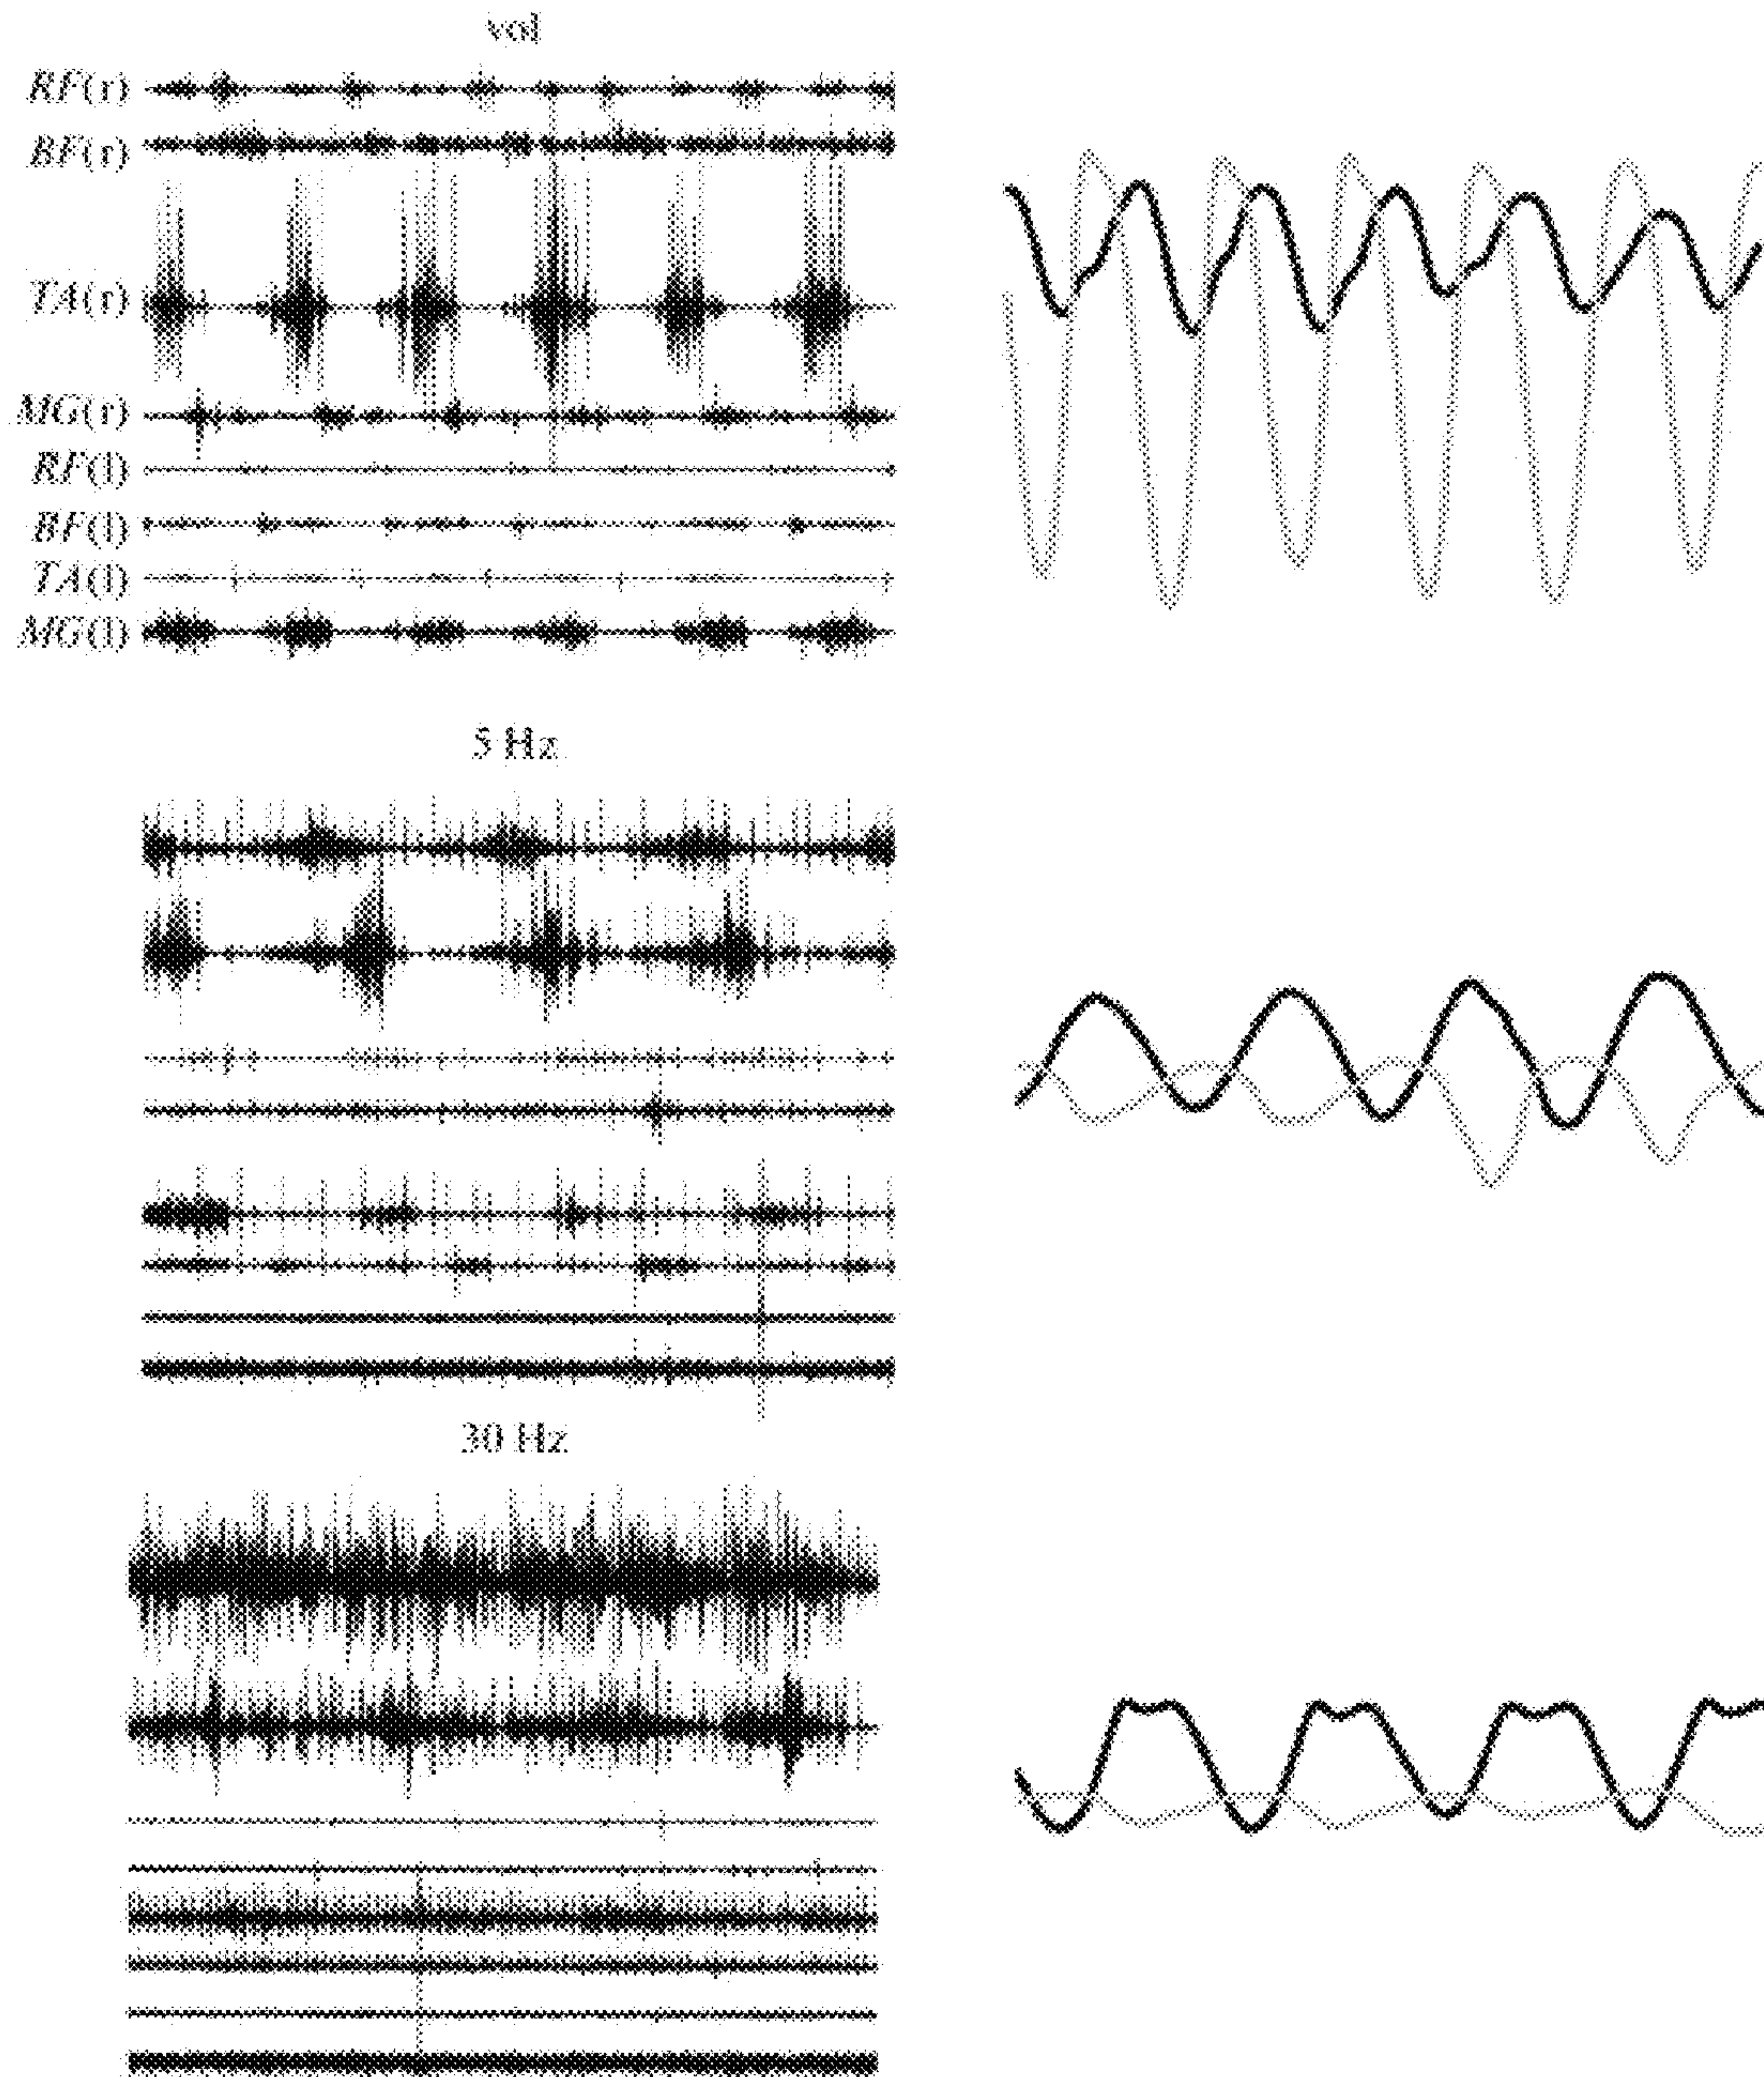 vol
RF(r)
BF(r)
TA(r)
MG(r)
RF(l)
BF(l)
TA(l)
MG(l)
5 Hz
30 Hz